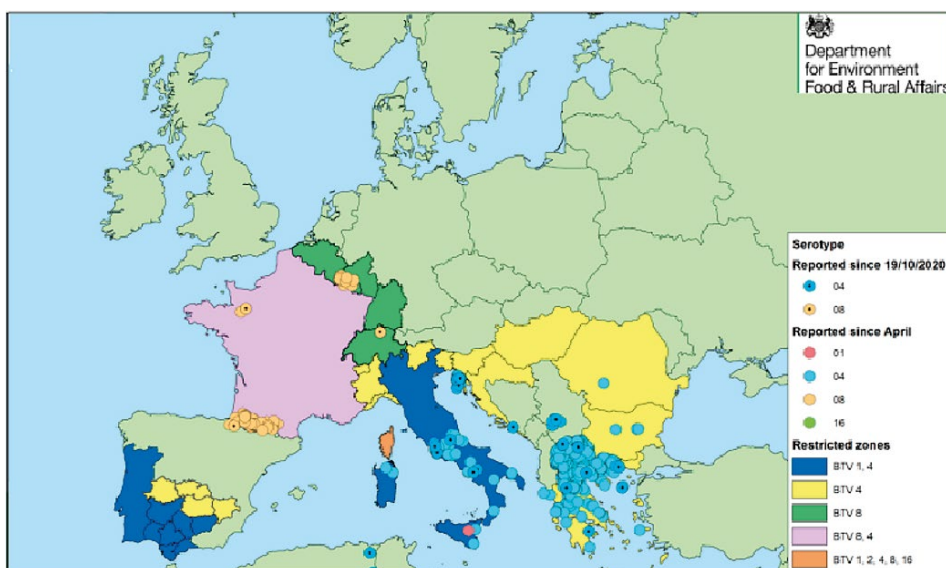 Department
for Environment
Food & Rural Affairs
Serotype
Reported since 19/10/2020
04
08
Reported since April
01
04
08
16
Restricted zones
BTV 1, 4
BTV 4
BTV 8
BTV 8, 4
BTV 1, 2, 4, 8, 16